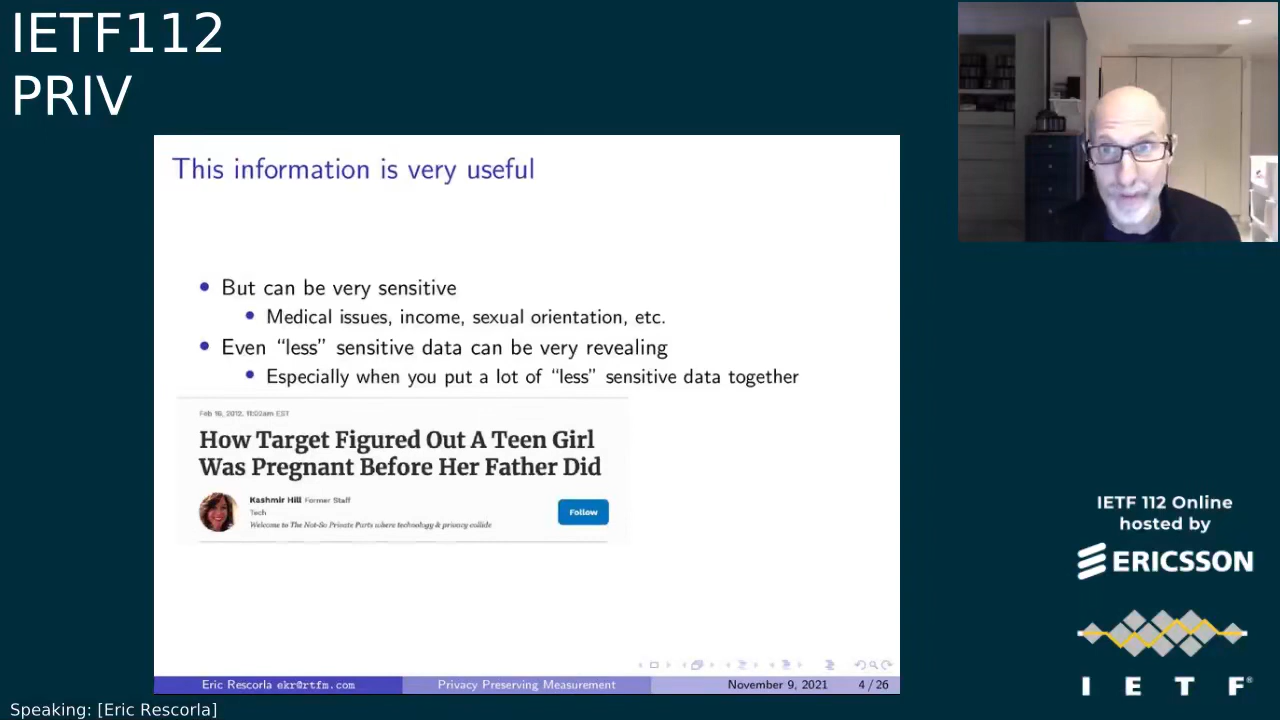 IETF112
PRIV
This information is very useful
But can be very sensitive
Medical issues, income, sexual orientation, etc.
Even “less” sensitive data can be very revealing
Especially when you put a lot of “less” sensitive data together
Feb 16, 2012, 11:02am EST
How Target Figured Out A Teen Girl
Was Pregnant Before Her Father Did
Kashmir Hill Former Staff
Tech
Follow
Welcome to The Not-So Private Parts where technology & privacy collide
IETF 112 Online
hosted by
ERICSSON
I E T F®
Eric Rescorla ekr@rtfm.com
Privacy Preserving Measurement
November 9, 2021
4 / 26
Speaking: [Eric Rescorla]